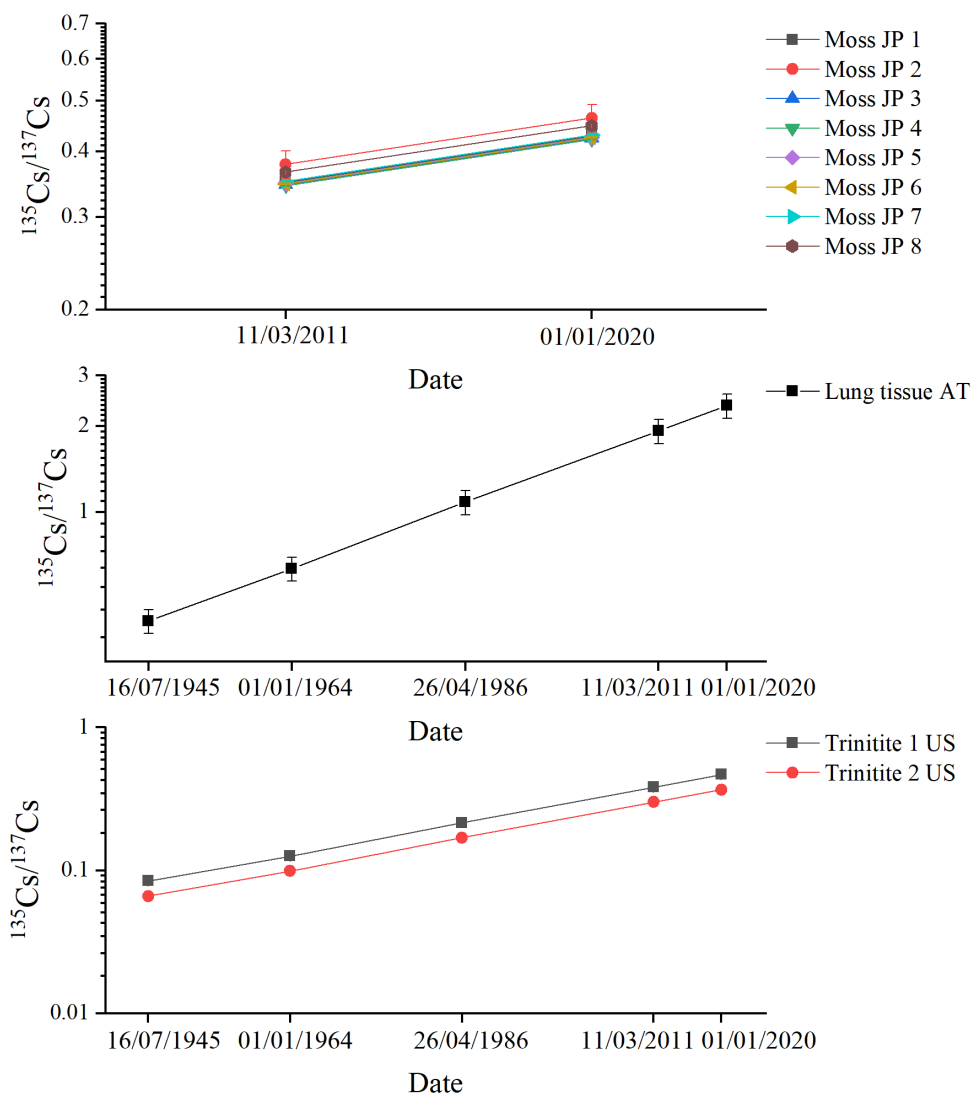 0.7
0.6
0.5
0.4
0.3
0.2
¹³⁵Cs/¹³⁷Cs
11/03/2011 01/01/2020
Date
Moss JP 1
Moss JP 2
Moss JP 3
Moss JP 4
Moss JP 5
Moss JP 6
Moss JP 7
Moss JP 8
3
2
1
¹³⁵Cs/¹³⁷Cs
16/07/1945 01/01/1964 26/04/1986 11/03/2011 01/01/2020
Date
Lung tissue AT
1
0.1
0.01
¹³⁵Cs/¹³⁷Cs
16/07/1945 01/01/1964 26/04/1986 11/03/2011 01/01/2020
Date
Trinitite 1 US
Trinitite 2 US